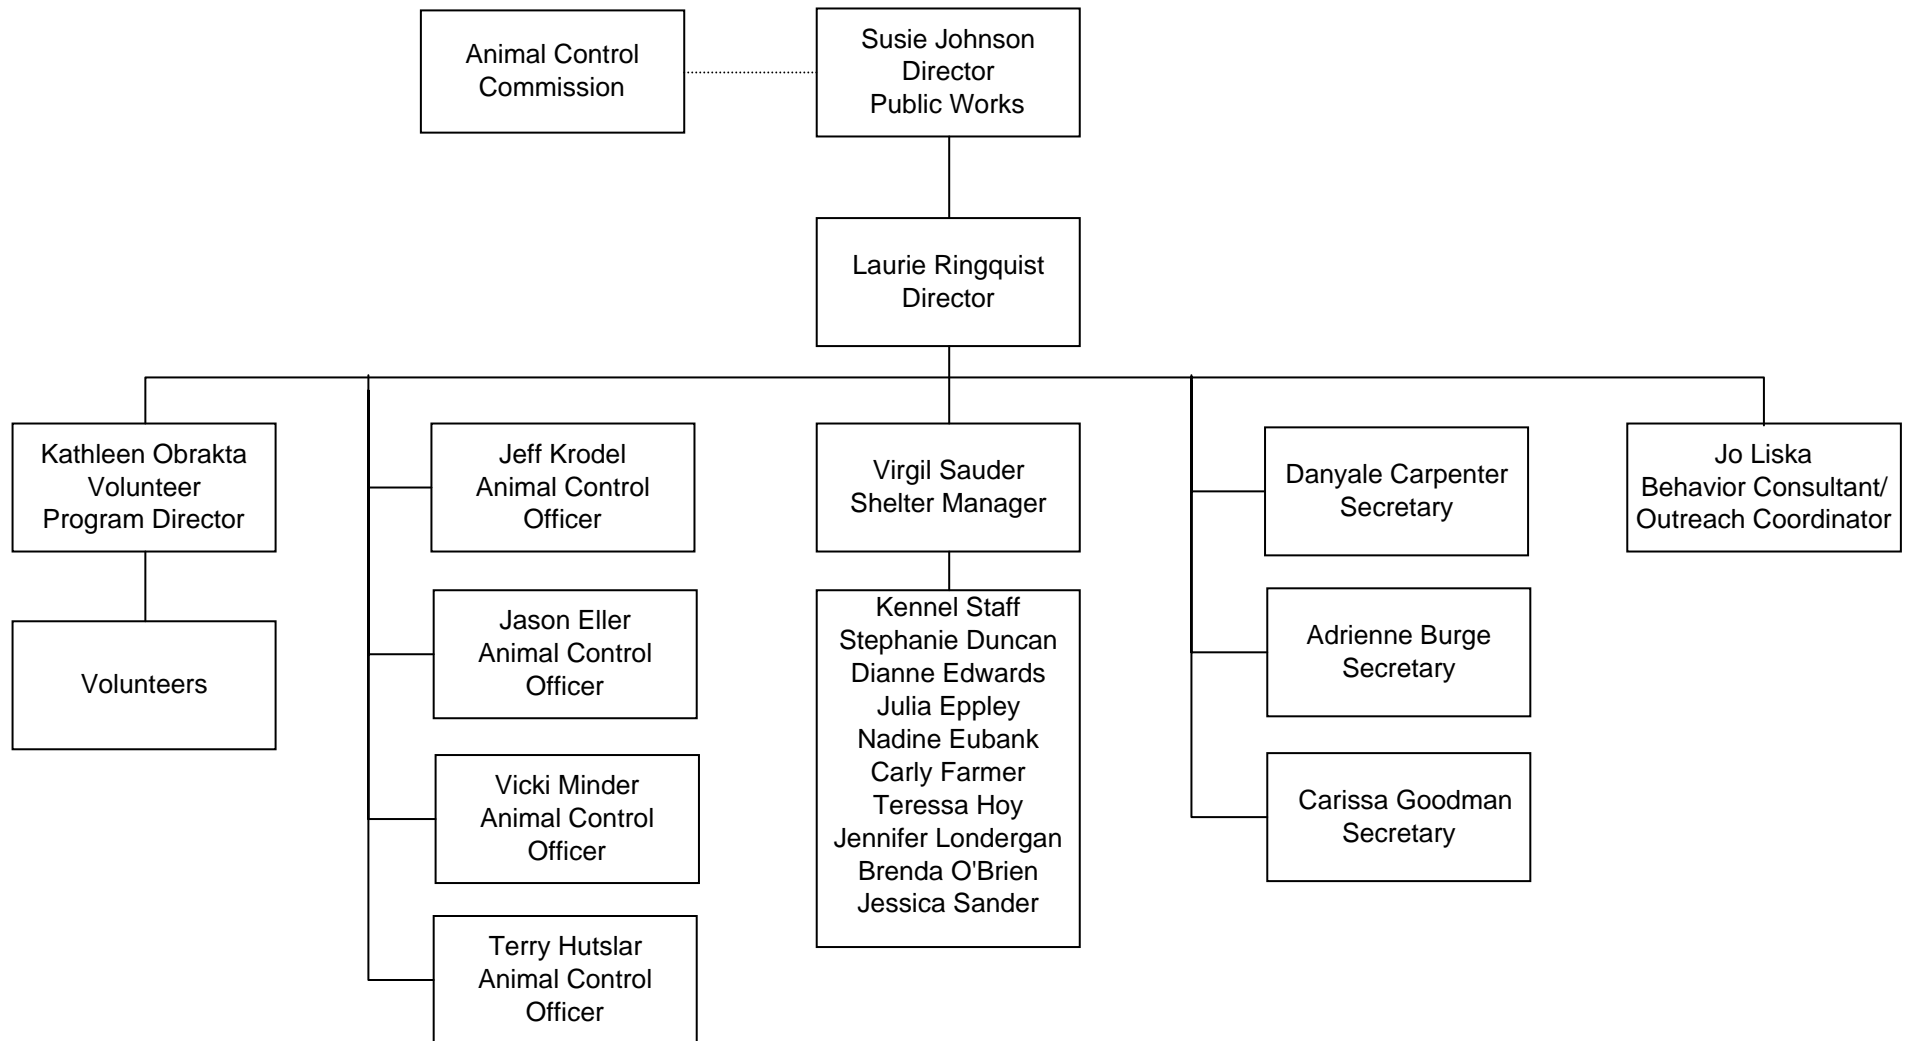 Animal Control
Commission
Susie Johnson
Director
Public Works
Laurie Ringquist
Director
Kathleen Obrakta
Volunteer
Program Director
Volunteers
Jeff Krodel
Animal Control
Officer
Jason Eller
Animal Control
Officer
Vicki Minder
Animal Control
Officer
Terry Hutslar
Animal Control
Officer
Virgil Sauder
Shelter Manager
Kennel Staff
Stephanie Duncan
Dianne Edwards
Julia Eppley
Nadine Eubank
Carly Farmer
Teressa Hoy
Jennifer Londergan
Brenda O'Brien
Jessica Sander
Danyale Carpenter
Secretary
Adrienne Burge
Secretary
Carissa Goodman
Secretary
Jo Liska
Behavior Consultant/
Outreach Coordinator